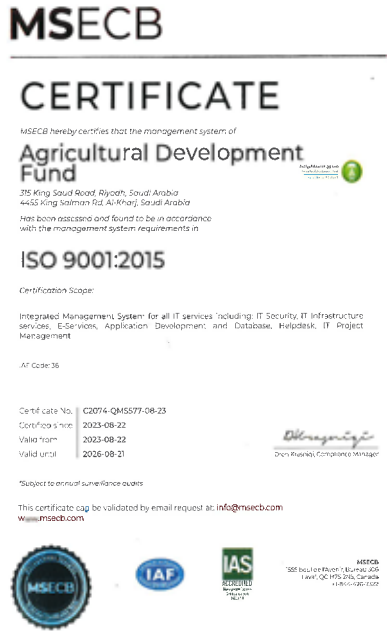 MSECB
CERTIFICATE
MSECB hereby certifies that the management system of
Agricultural Development
Fund
315 King Saud Road, Riyadh, Saudi Arabia
4455 King Salman Rd, Al-Kharj, Saudi Arabia
Has been assessed and found to be in accordance
with the management system requirements in
ISO 9001:2015
Certification Scope:
Integrated Management System for all IT services including: IT Security, IT Infrastructure
services, E-Services, Application Development and Database, Helpdesk, IT Project
Management
IAF Code: 36
Certificate No. C2074-QMS577-08-23
Certified since 2023-08-22
Valid from 2023-08-22
Valid until 2026-08-21
Compliance Manager
*Subject to annual surveillance audits
This certificate can be validated by email request at: info@msecb.com
www.msecb.com
MSECB
IAF
IAS
ACCREDITED
MSECB
QC H7S 2N5, Canada